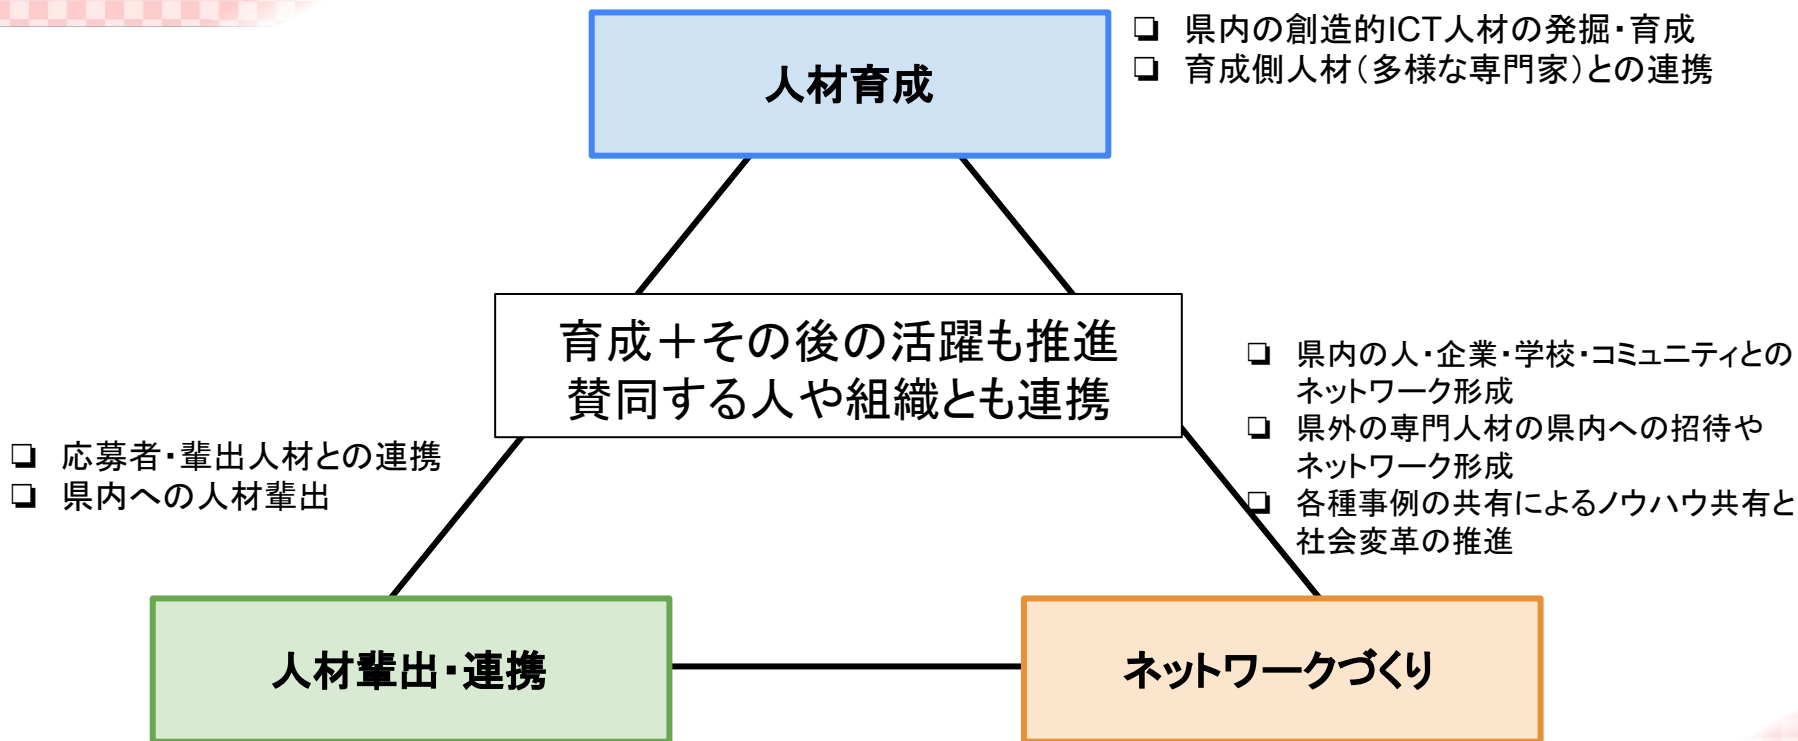 人材育成
❏ 県内の創造的ICT人材の発掘・育成
❏ 育成側人材（多様な専門家）との連携
育成＋その後の活躍も推進
賛同する人や組織とも連携
❏ 県内の人・企業・学校・コミュニティとの
ネットワーク形成
❏ 県外の専門人材の県内への招待や
ネットワーク形成
❏ 各種事例の共有によるノウハウ共有と
社会変革の推進
❏ 応募者・輩出人材との連携
❏ 県内への人材輩出
人材輩出・連携
ネットワークづくり